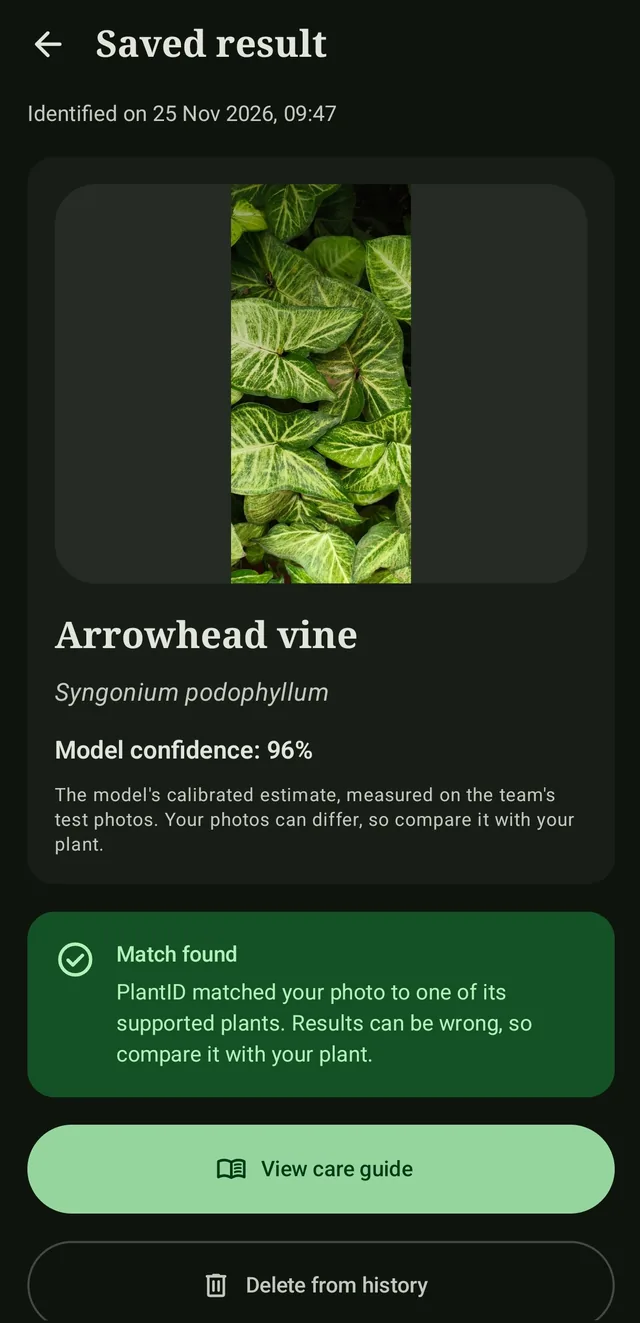 Saved result
Identified on 25 Nov 2026, 09:47
Arrowhead vine
Syngonium podophyllum
Model confidence: 96%
The model's calibrated estimate, measured on the team's
test photos. Your photos can differ, so compare it with your
plant.
Match found
PlantID matched your photo to one of its
supported plants. Results can be wrong, so
compare it with your plant.
View care guide
Delete from history